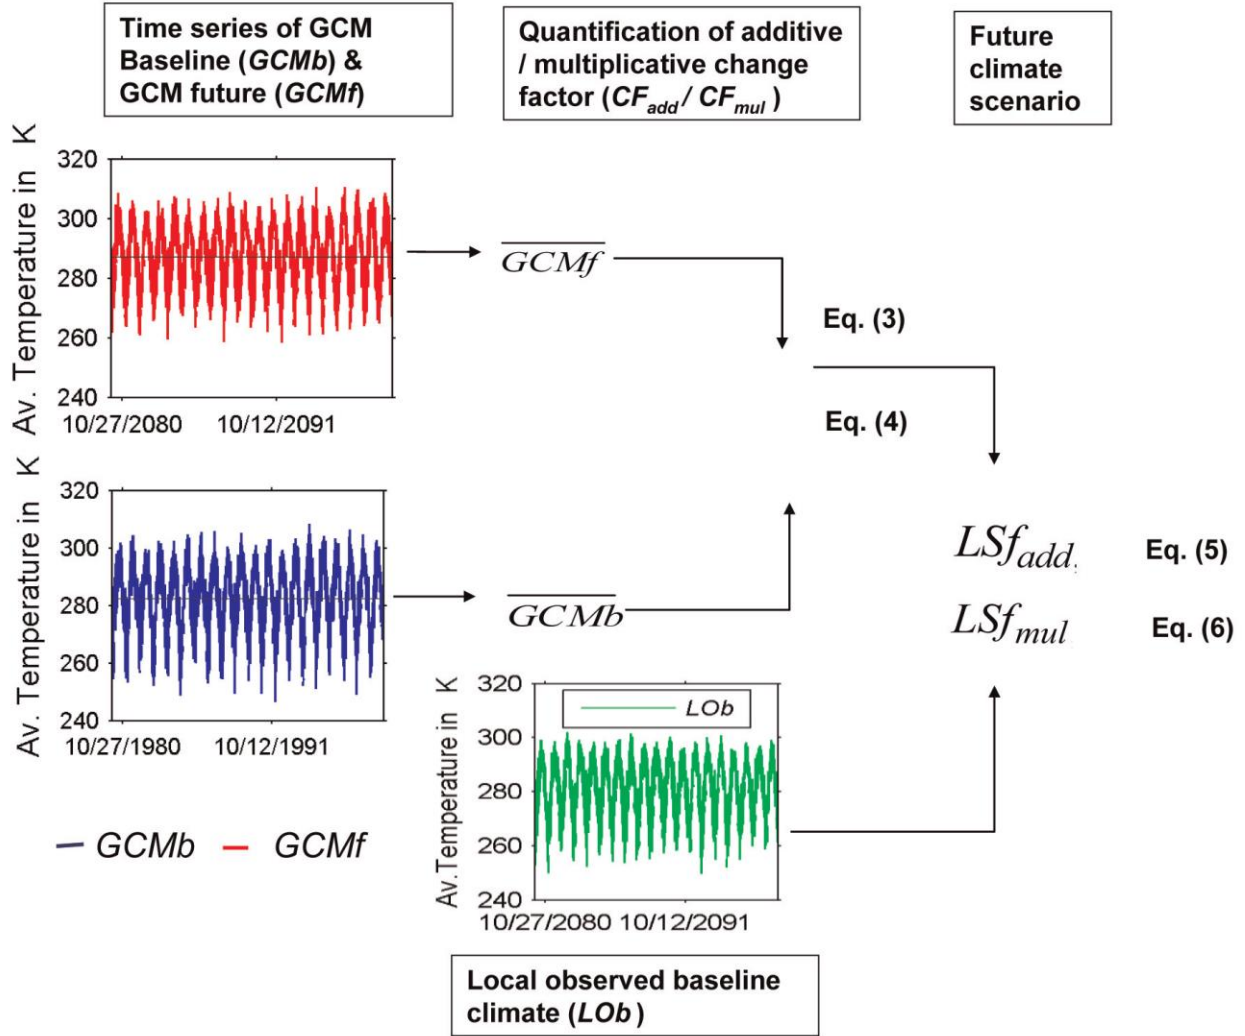 Time series of GCM
Baseline (GCMb) &
GCM future (GCMf)
Quantification of additive
/ multiplicative change
factor (CFadd / CFmul )
Future
climate
scenario
Av. Temperature in K
320
300
280
260
240
10/27/2080 10/12/2091
GCMf
Eq. (3)
Eq. (4)
Av. Temperature in K
320
300
280
260
240
10/27/1980 10/12/1991
GCMb
LSfadd, Eq. (5)
LSfmul Eq. (6)
GCMb GCMf
Av.Temperature in K
320
300
280
260
240
LOb
10/27/2080 10/12/2091
Local observed baseline
climate (LOb )